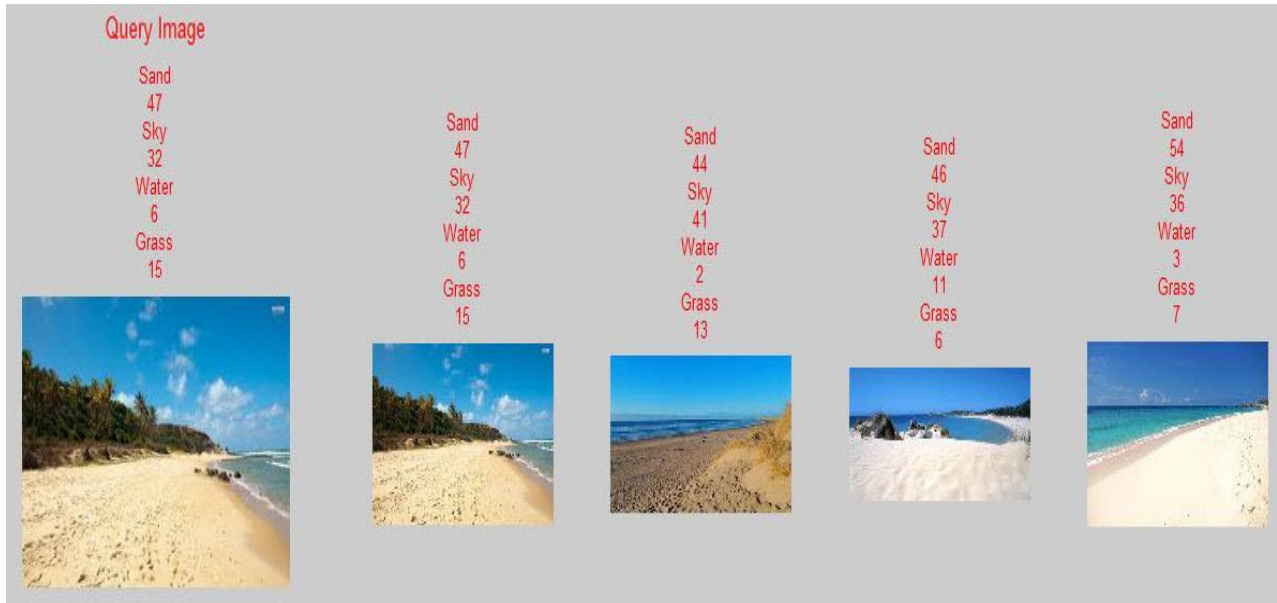 Query Image
Sand
47
Sky
32
Water
6
Grass
15
Sand
47
Sky
32
Water
6
Grass
15
Sand
44
Sky
41
Water
2
Grass
13
Sand
46
Sky
37
Water
11
Grass
6
Sand
54
Sky
36
Water
3
Grass
7